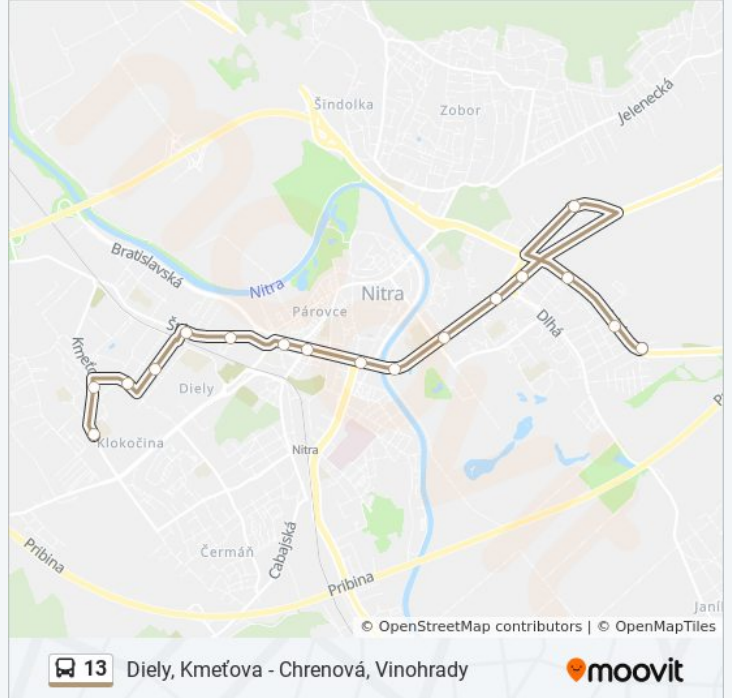 Šindolka
Zobor
Jelenecká
Bratislavská
Nitra
Nitra
Párovce
Dlhá
Diely
Klokočina
Nitra
Čermáň
Cabajská
Pribina
Pribina
© OpenStreetMap contributors | © OpenMapTiles
13 Diely, Kmeťova - Chrenová, Vinohrady
moovit